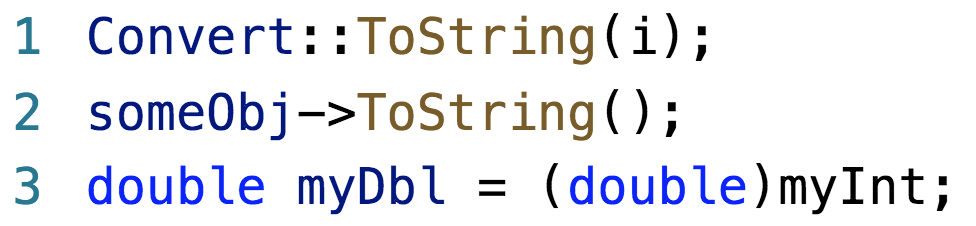 1 Convert::ToString(i);
2 someObj->ToString();
3 double myDbl = (double)myInt;